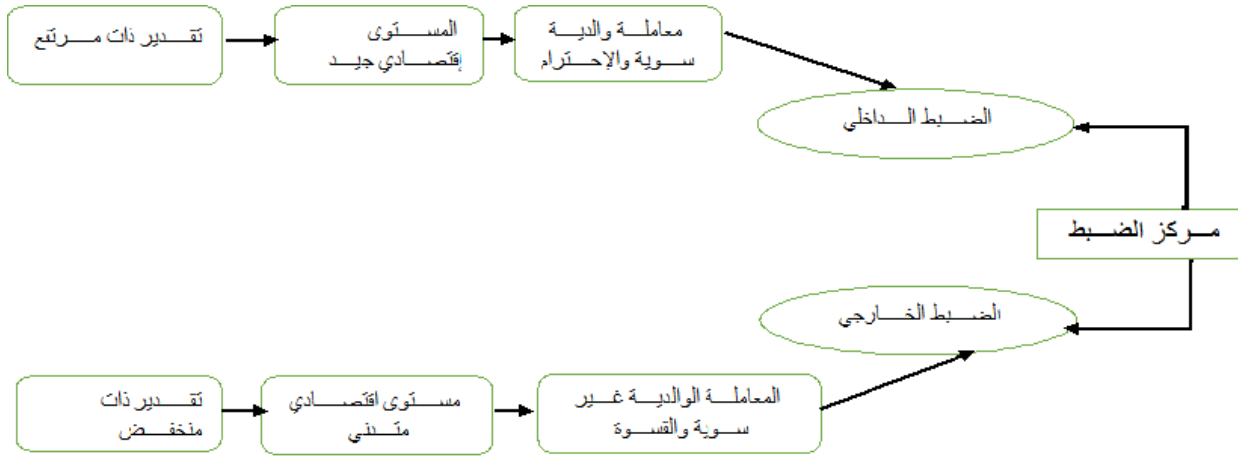 معاملة والدية
سوية والإحترام
المستوى
إقتصادي جيد
تقدير ذات مرتفع
الضبط الداخلي
مركز الضبط
الضبط الخارجي
المعاملة الوالدية غير
سوية والقسوة
مستوى اقتصادي
متدني
تقدير ذات
منخفض